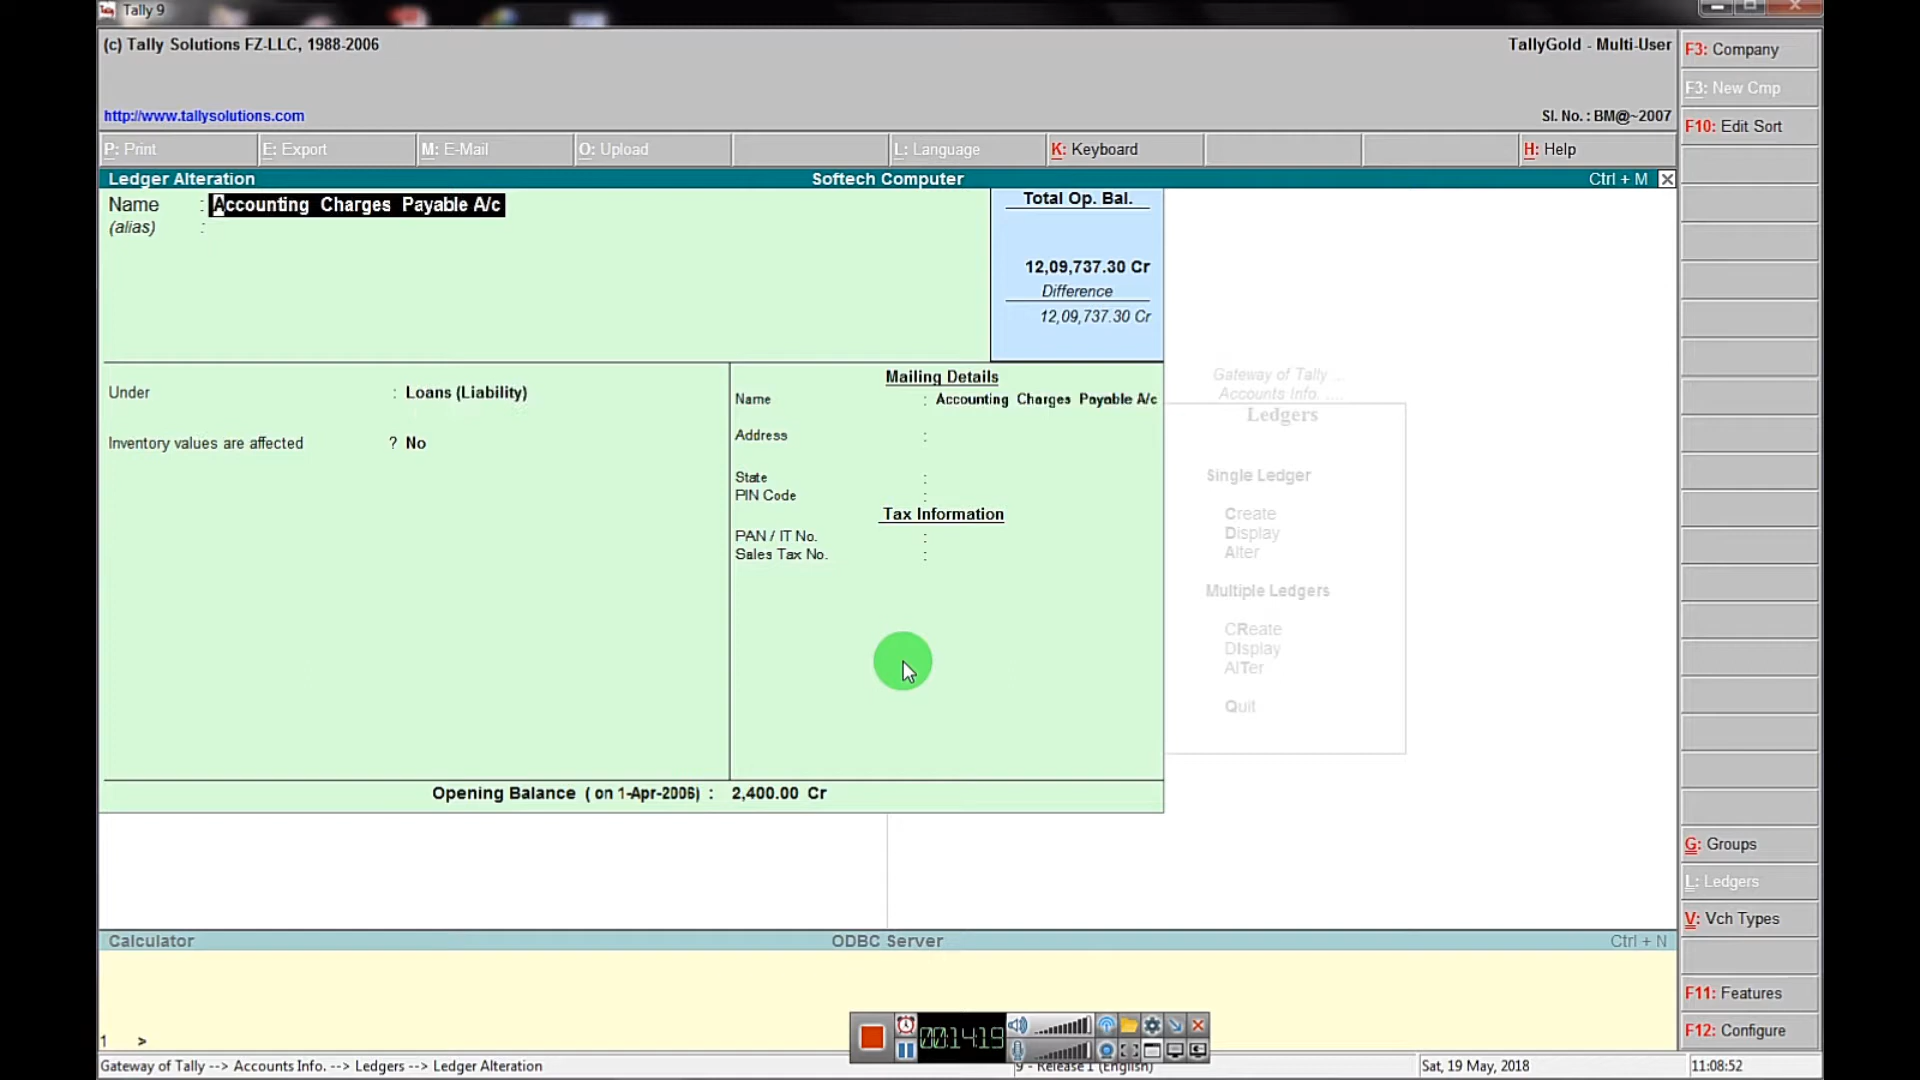 Tally 9
(c) Tally Solutions FZ-LLC, 1988-2006
TallyGold - Multi-User
http://www.tallysolutions.com
Sl. No. : BM@~2007
P: Print
E: Export
M: E-Mail
O: Upload
L: Language
K: Keyboard
H: Help
Ledger Alteration
Softech Computer
Ctrl + M
Name : Accounting Charges Payable A/c
(alias) :
Total Op. Bal.
12,09,737.30 Cr
Difference
12,09,737.30 Cr
Under : Loans (Liability)
Inventory values are affected ? No
Mailing Details
Name : Accounting Charges Payable A/c
Address :
State :
PIN Code :
Tax Information
PAN / IT No. :
Sales Tax No. :
Opening Balance ( on 1-Apr-2006) : 2,400.00 Cr
Gateway of Tally ...
Accounts Info. ....
Ledgers
Single Ledger
Create
Display
Alter
Multiple Ledgers
CReate
DIsplay
AlTer
Quit
F3: Company
F3: New Cmp
F10: Edit Sort
G: Groups
L: Ledgers
V: Vch Types
F11: Features
F12: Configure
Calculator
ODBC Server
Ctrl + N
1 >
00:14:19
Gateway of Tally --> Accounts Info. --> Ledgers --> Ledger Alteration
9 - Release 1 (English)
Sat, 19 May, 2018
11:08:52